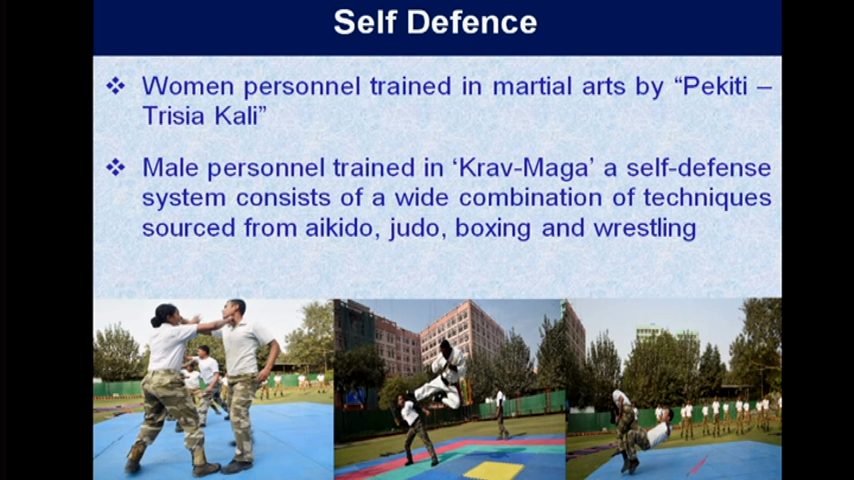 Self Defence
❖ Women personnel trained in martial arts by “Pekiti –
Trisia Kali”
❖ Male personnel trained in ‘Krav-Maga’ a self-defense
system consists of a wide combination of techniques
sourced from aikido, judo, boxing and wrestling